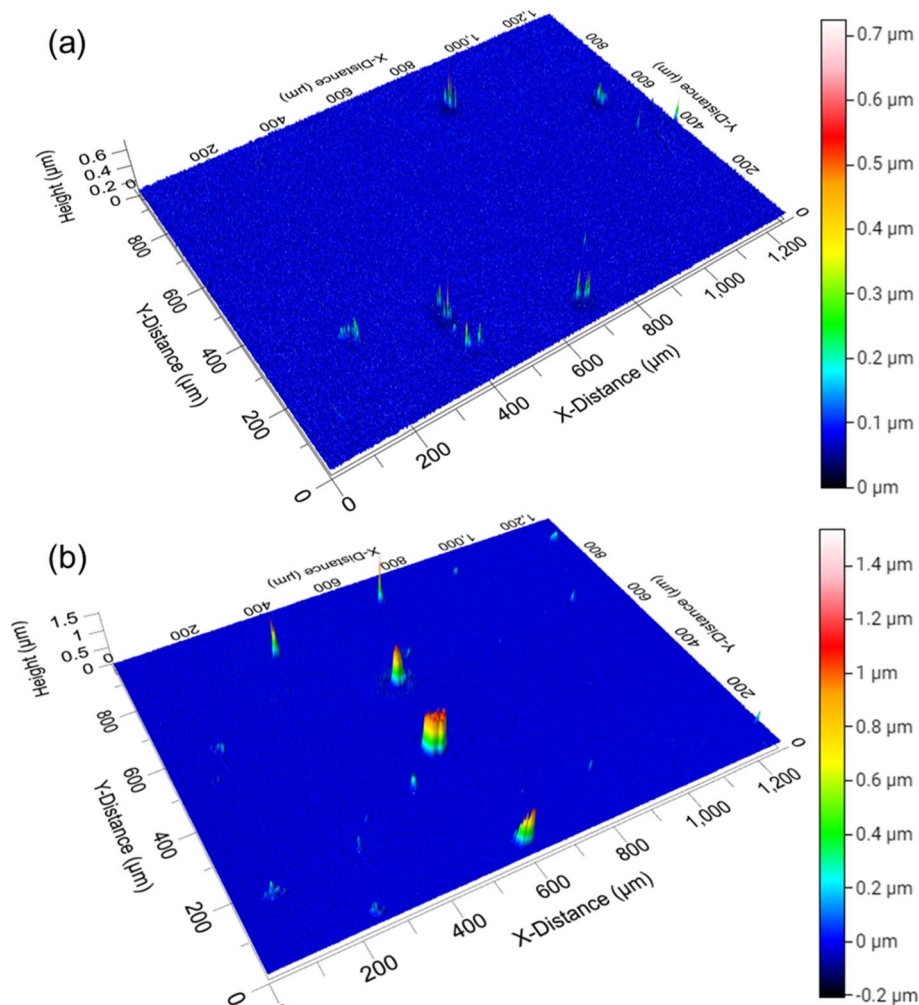 (a)
X-Distance (µm)
200
400
600
800
1,000
1,200
Y-Distance (µm)
800
600
400
200
0
Height (µm)
0.6
0.4
0.2
0
0
Y-Distance (µm)
800
600
400
200
0
X-Distance (µm)
0
200
400
600
800
1,000
1,200
0.7 µm
0.6 µm
0.5 µm
0.4 µm
0.3 µm
0.2 µm
0.1 µm
0 µm
(b)
X-Distance (µm)
200
400
600
800
1,000
1,200
Y-Distance (µm)
800
600
400
200
0
Height (µm)
1.5
1
0.5
0
0
Y-Distance (µm)
800
600
400
200
0
X-Distance (µm)
200
400
600
800
1,000
1,200
1.4 µm
1.2 µm
1 µm
0.8 µm
0.6 µm
0.4 µm
0.2 µm
0 µm
-0.2 µm